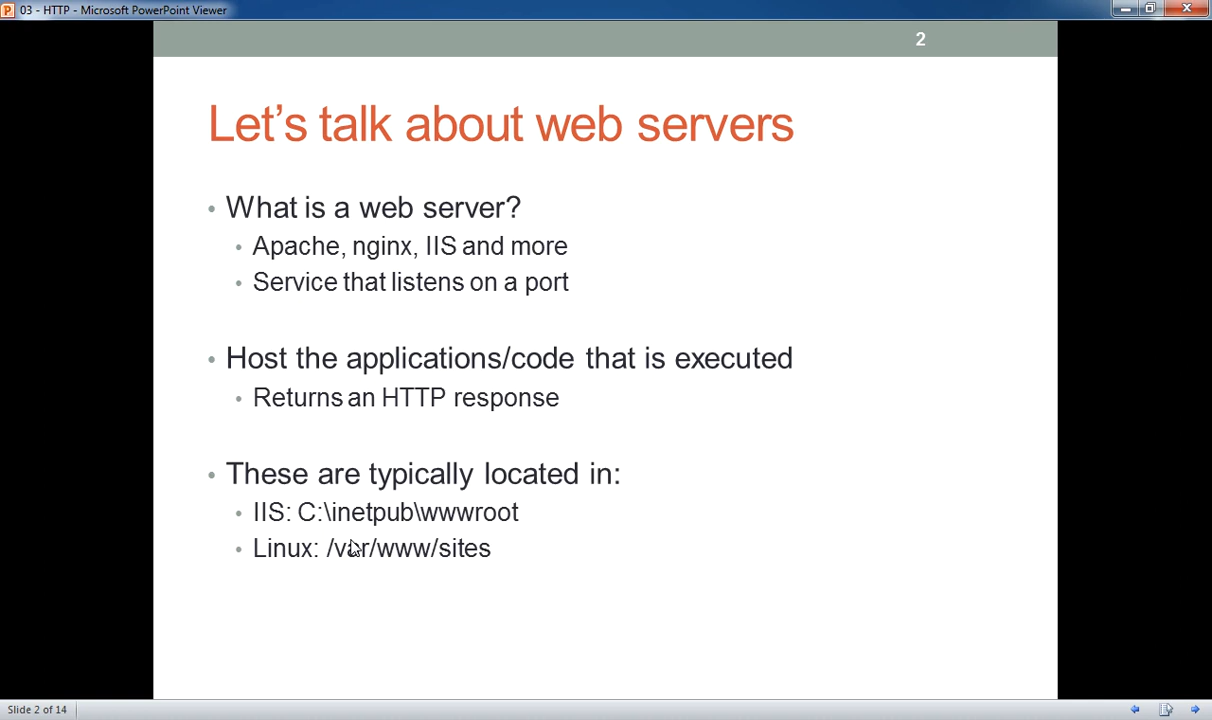 03 - HTTP - Microsoft PowerPoint Viewer
2
Let's talk about web servers
• What is a web server?
• Apache, nginx, IIS and more
• Service that listens on a port
• Host the applications/code that is executed
• Returns an HTTP response
• These are typically located in:
• IIS: C:\inetpub\wwwroot
• Linux: /var/www/sites
Slide 2 of 14